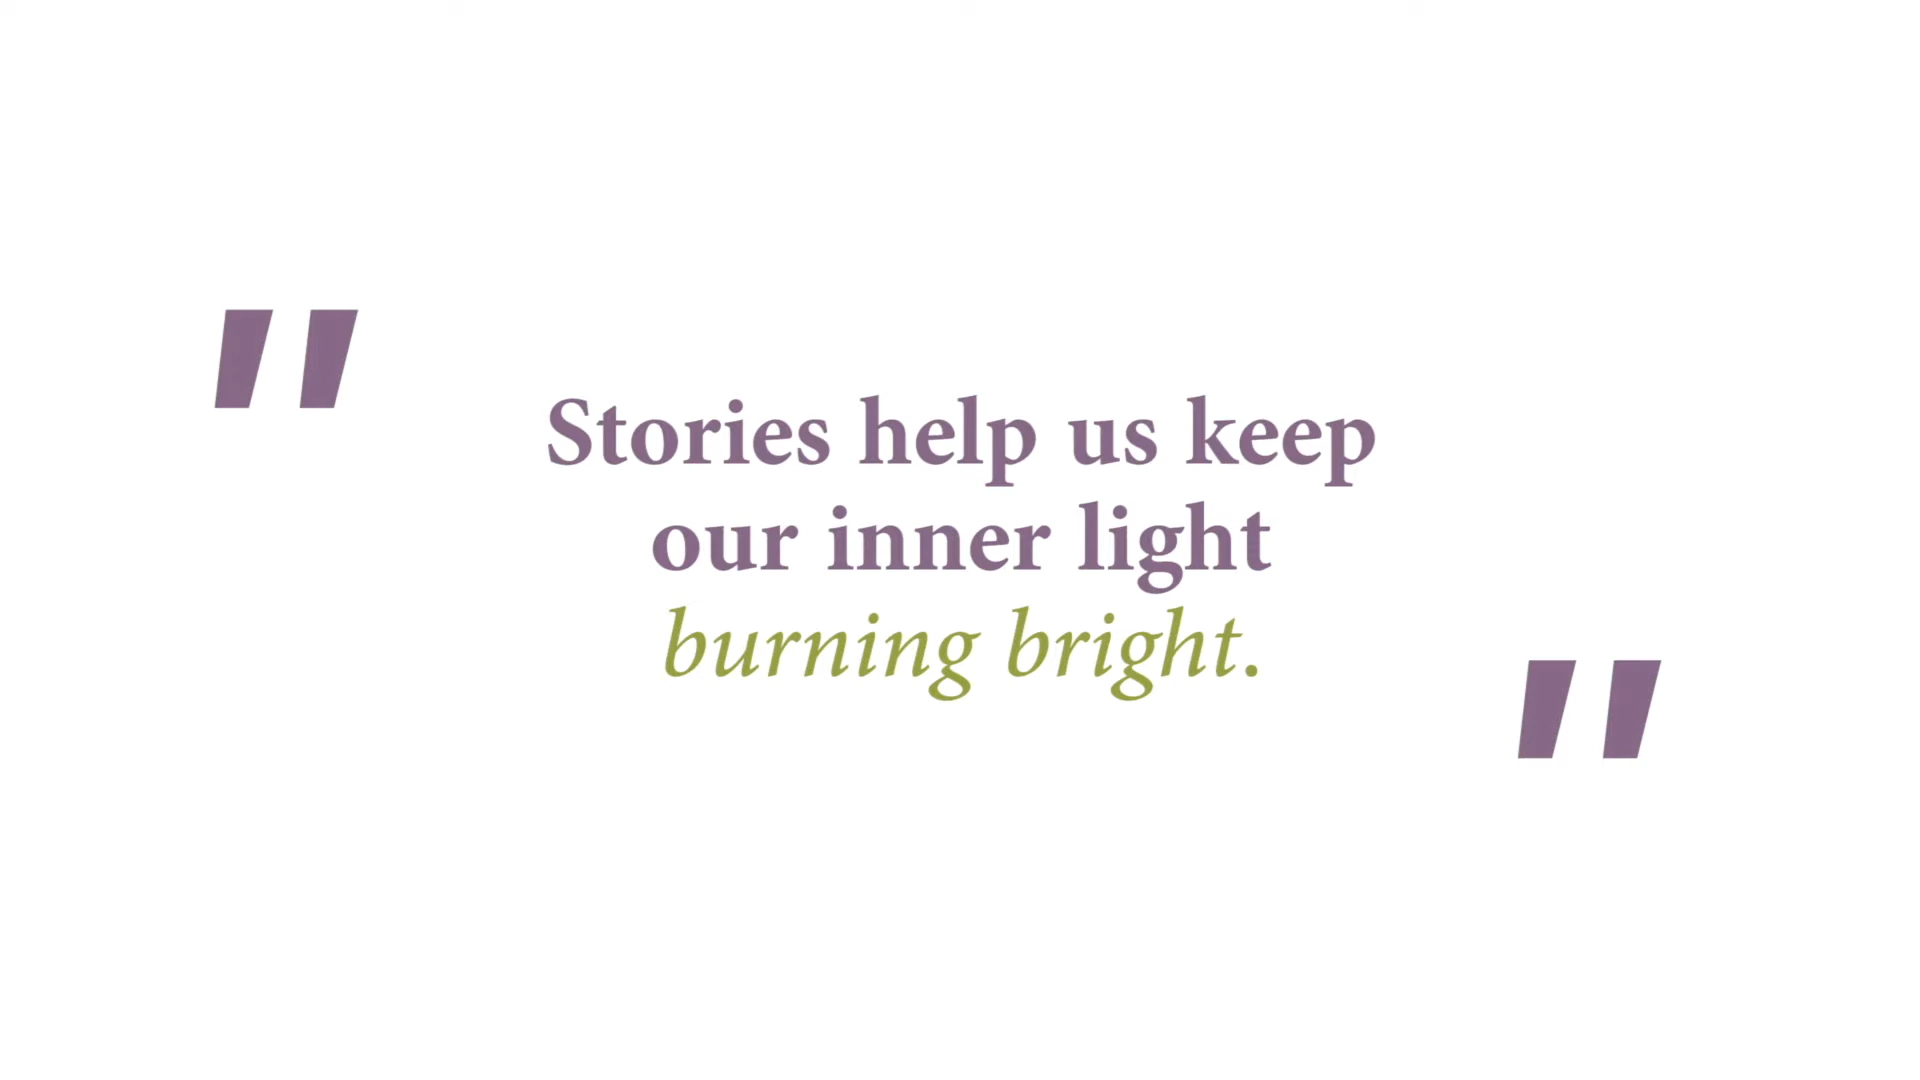 "
Stories help us keep
our inner light
burning bright.
"